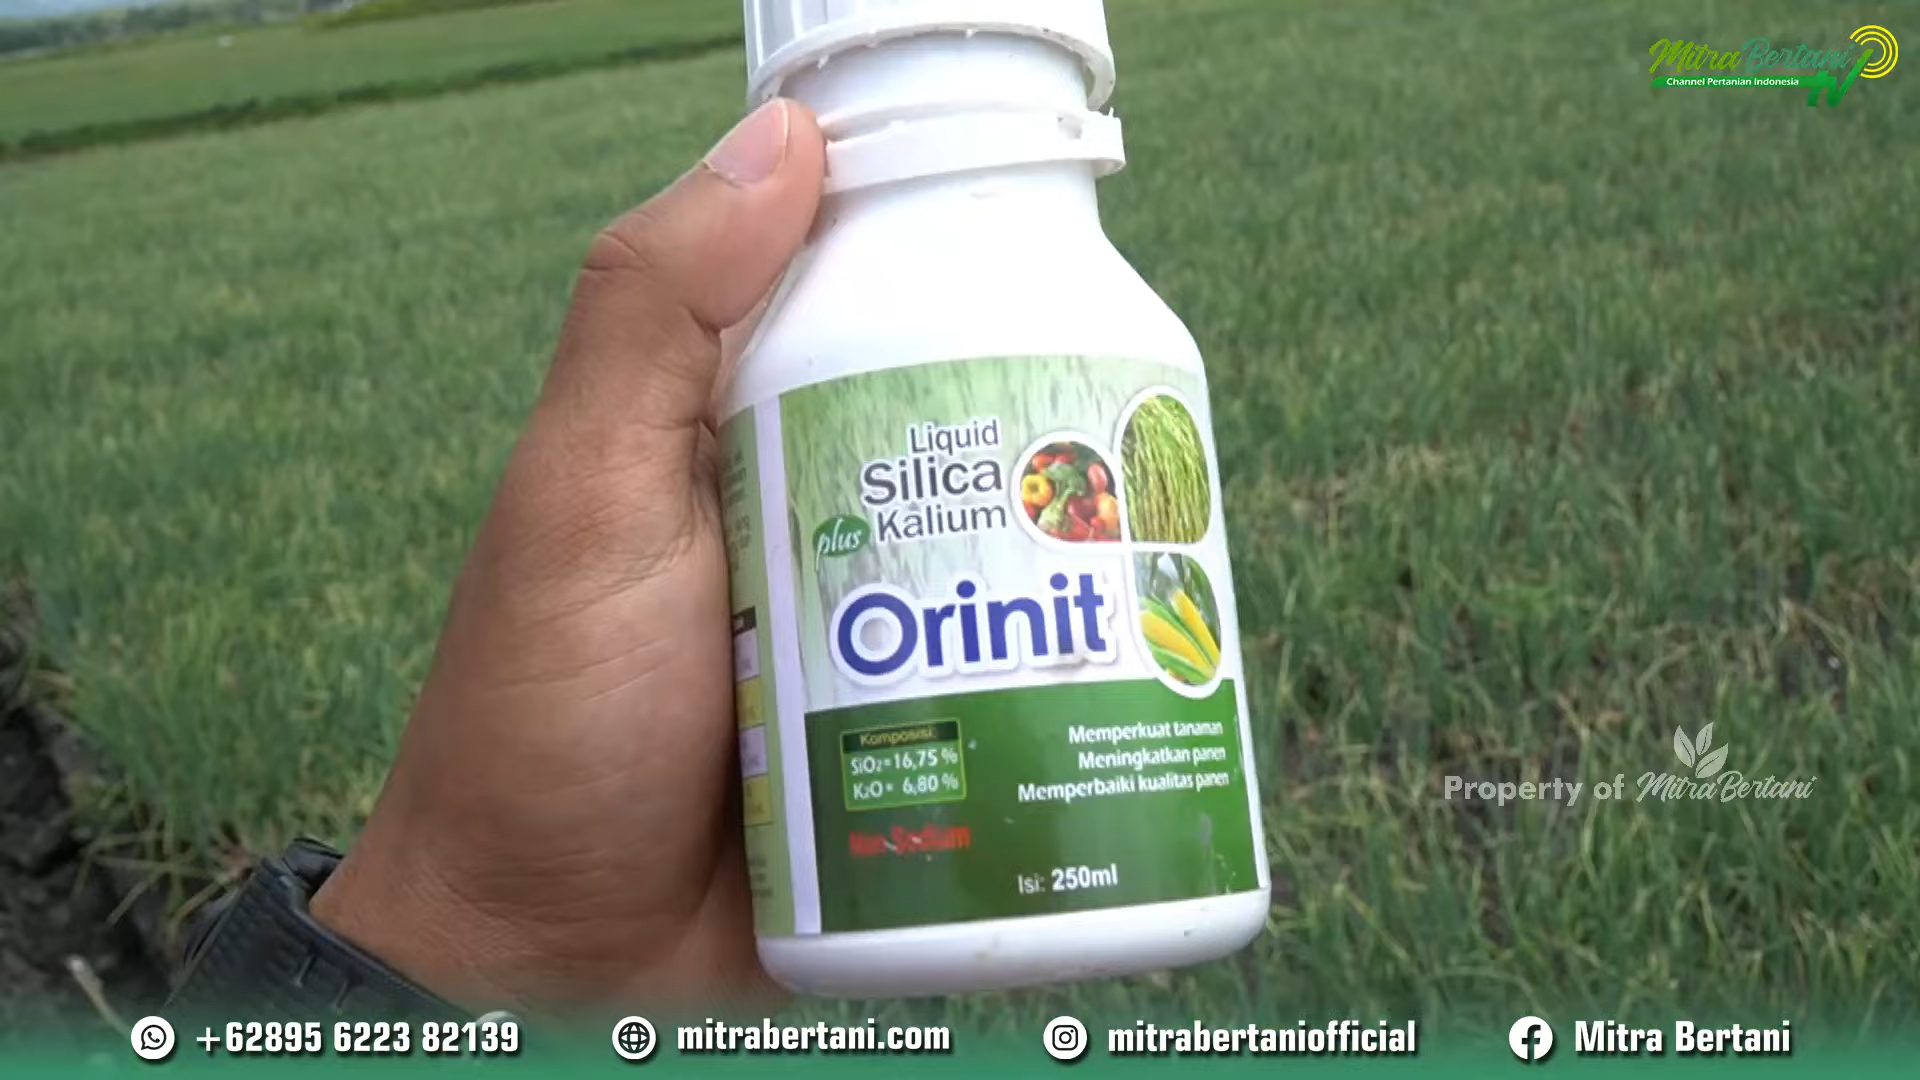 Mitra Bertani
Channel Pertanian Indonesia
TV
Liquid
Silica
plus Kalium
Orinit
Komposisi:
SiO2=16,75 %
K2O= 6,80 %
Memperkuat tanaman
Meningkatkan panen
Memperbaiki kualitas panen
Non Sodium
Isi: 250ml
Property of MitraBertani
+62895 6223 82139
mitrabertani.com
mitrabertaniofficial
Mitra Bertani